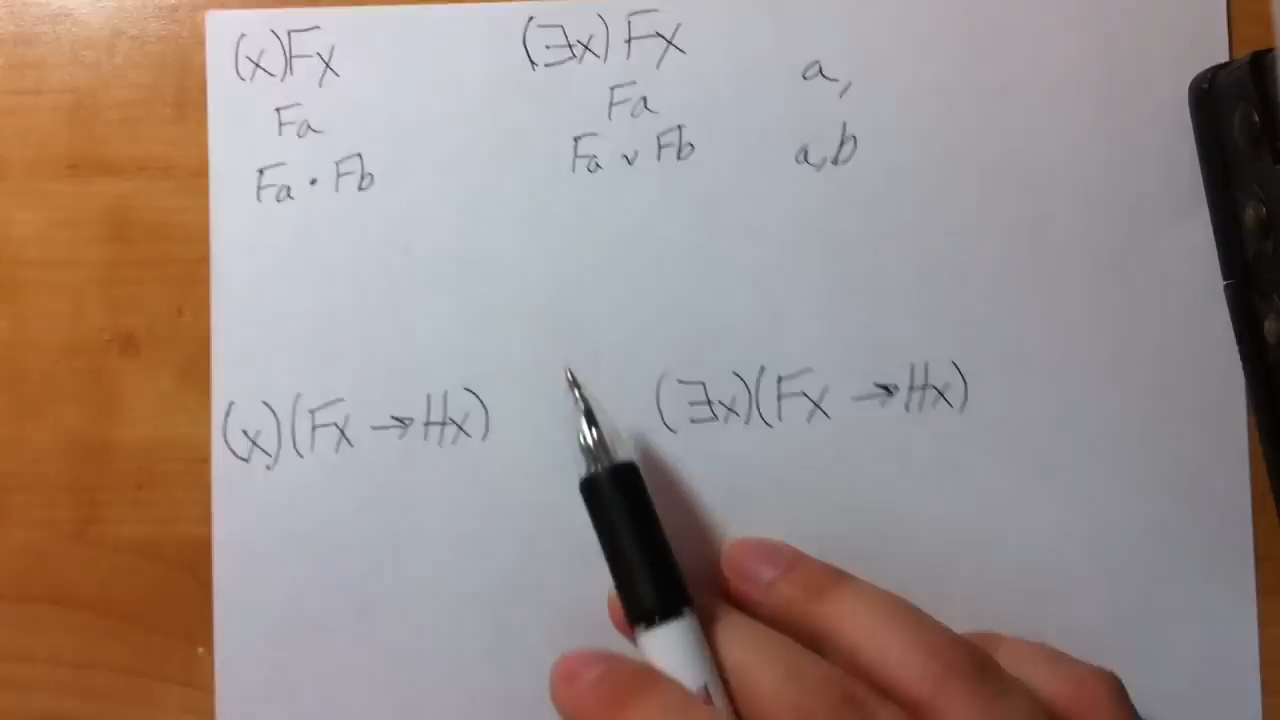 (x)Fx (∃x) Fx
Fa Fa a,
Fa · Fb Fa v Fb a,b
(x)(Fx → Hx) (∃x)(Fx → Hx)